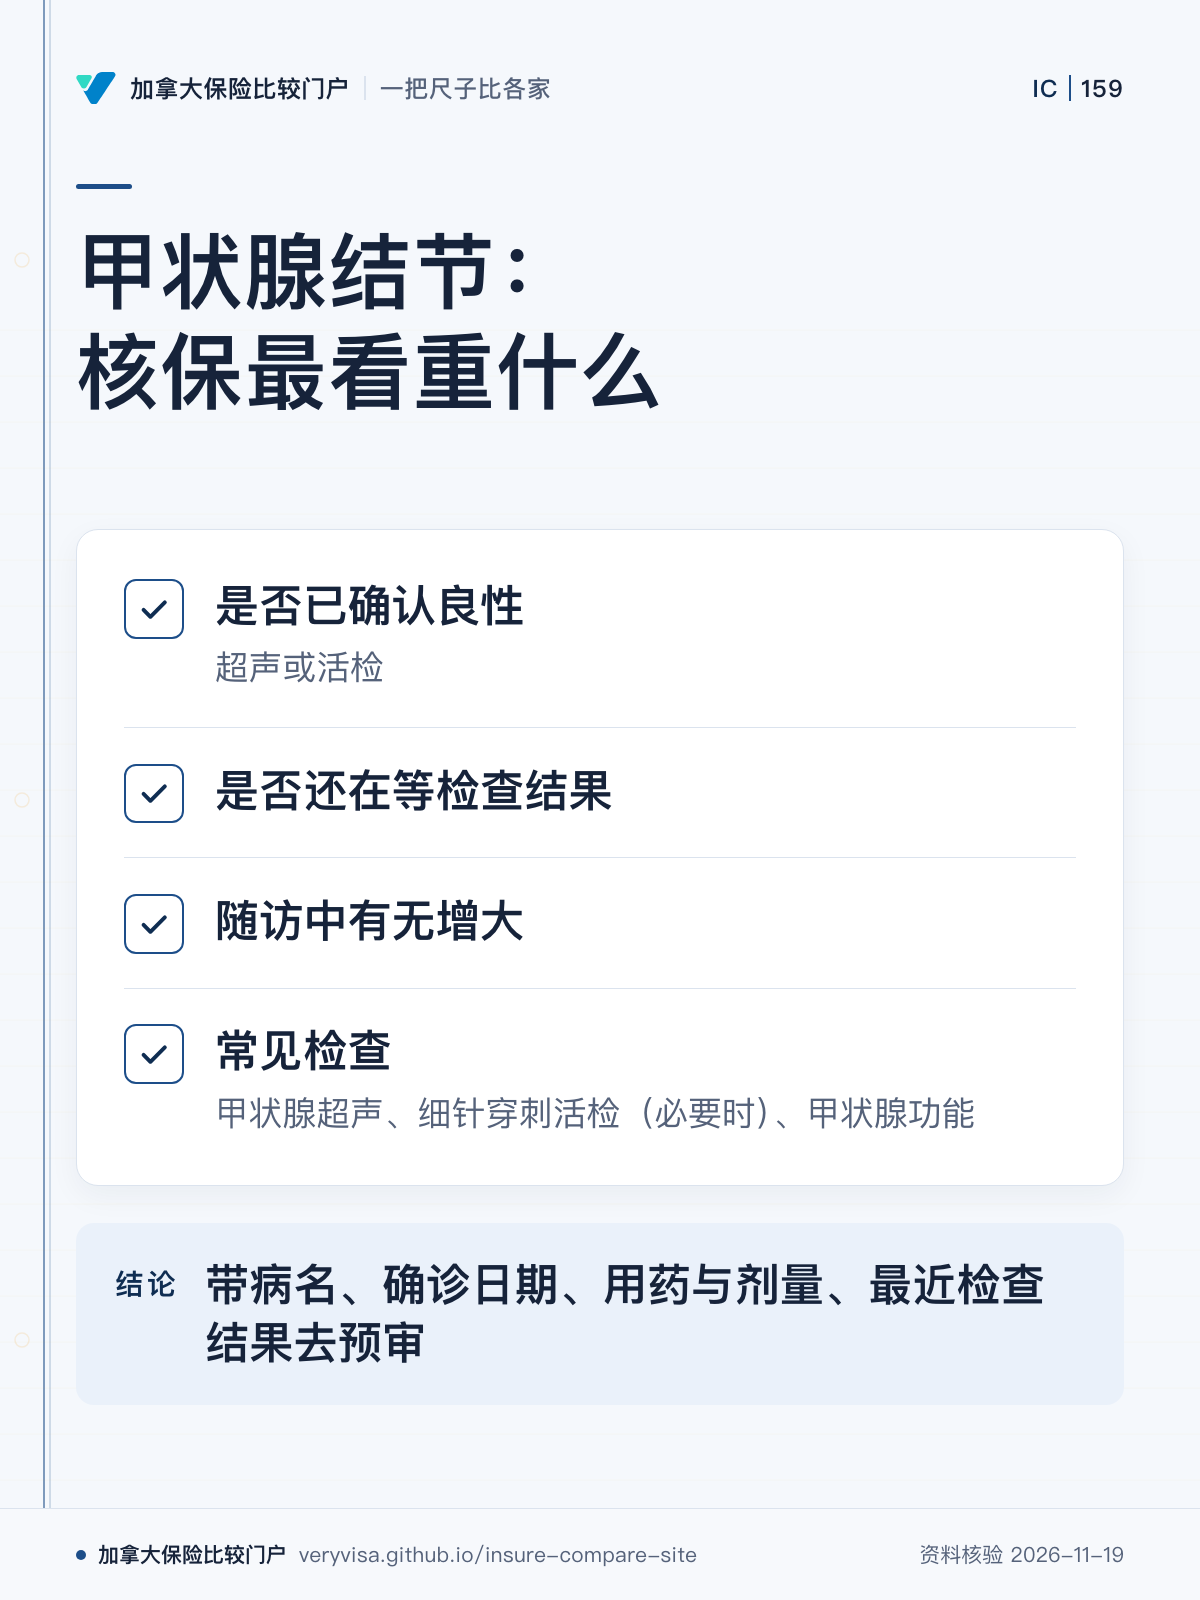 加拿大保险比较门户 一把尺子比各家
IC 159
甲状腺结节：
核保最看重什么
是否已确认良性
超声或活检
是否还在等检查结果
随访中有无增大
常见检查
甲状腺超声、细针穿刺活检（必要时）、甲状腺功能
结论 带病名、确诊日期、用药与剂量、最近检查
结果去预审
加拿大保险比较门户 veryvisa.github.io/insure-compare-site
资料核验 2026-11-19